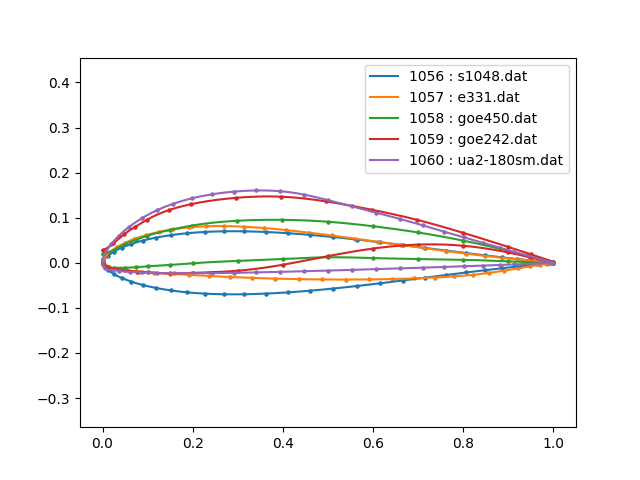 0.4
0.3
0.2
0.1
0.0
−0.1
−0.2
−0.3
0.0 0.2 0.4 0.6 0.8 1.0
1056 : s1048.dat
1057 : e331.dat
1058 : goe450.dat
1059 : goe242.dat
1060 : ua2-180sm.dat